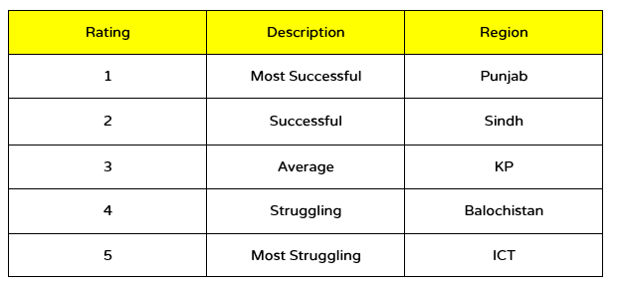 Rating Description Region
1 Most Successful Punjab
2 Successful Sindh
3 Average KP
4 Struggling Balochistan
5 Most Struggling ICT